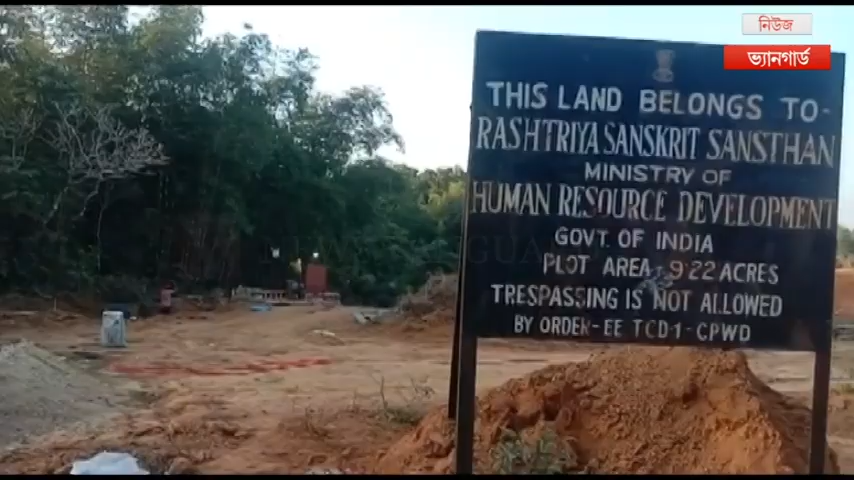 নিউজ
ভ্যানগার্ড
THIS LAND BELONGS TO-
RASHTRIYA SANSKRIT SANSTHAN
MINISTRY OF
HUMAN RESOURCE DEVELOPMENT
GOVT. OF INDIA
PLOT AREA - 9.22 ACRES
TRESPASSING IS NOT ALLOWED
BY ORDER-EE TCD-1-CPWD